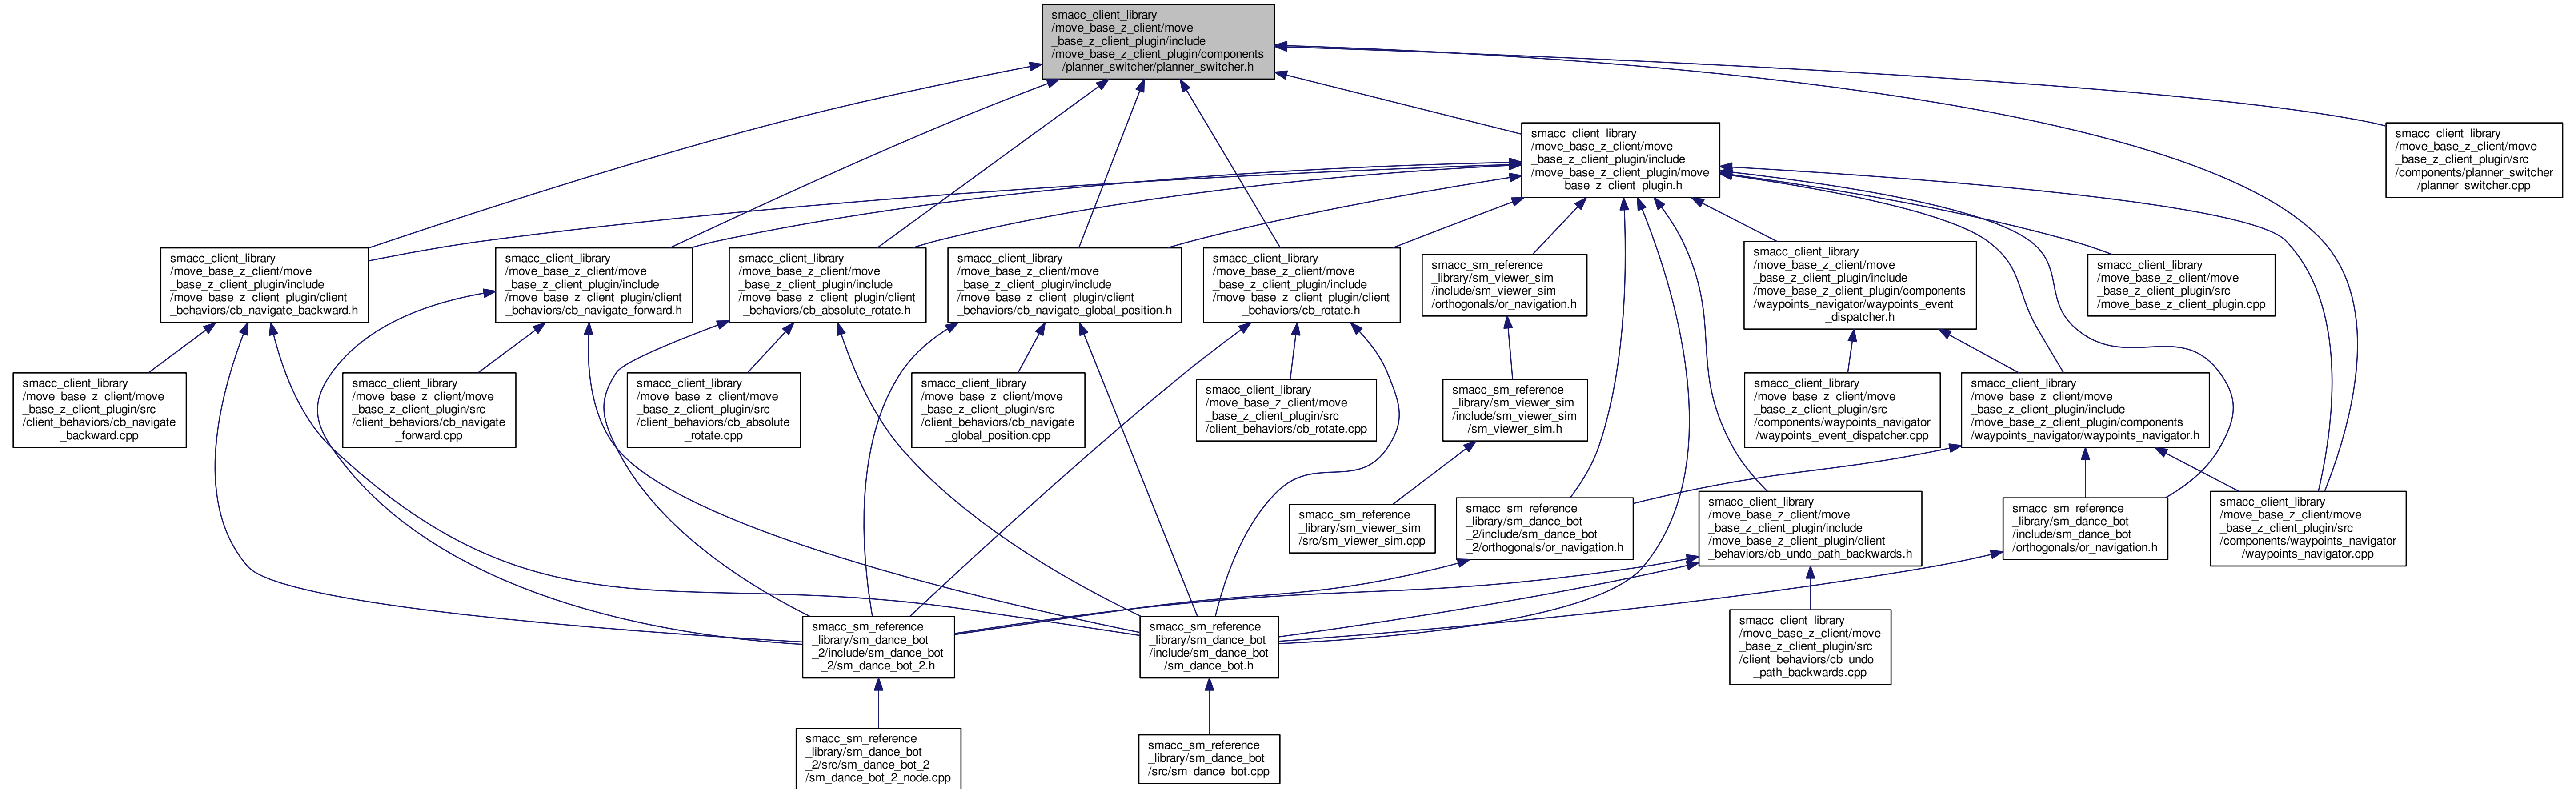 smacc_client_library
/move_base_z_client/move
_base_z_client_plugin/include
/move_base_z_client_plugin/components
/planner_switcher/planner_switcher.h
smacc_client_library
/move_base_z_client/move
_base_z_client_plugin/include
/move_base_z_client_plugin/move
_base_z_client_plugin.h
smacc_client_library
/move_base_z_client/move
_base_z_client_plugin/src
/components/planner_switcher
/planner_switcher.cpp
smacc_client_library
/move_base_z_client/move
_base_z_client_plugin/include
/move_base_z_client_plugin/client
_behaviors/cb_navigate_backward.h
smacc_client_library
/move_base_z_client/move
_base_z_client_plugin/include
/move_base_z_client_plugin/client
_behaviors/cb_navigate_forward.h
smacc_client_library
/move_base_z_client/move
_base_z_client_plugin/include
/move_base_z_client_plugin/client
_behaviors/cb_absolute_rotate.h
smacc_client_library
/move_base_z_client/move
_base_z_client_plugin/include
/move_base_z_client_plugin/client
_behaviors/cb_navigate_global_position.h
smacc_client_library
/move_base_z_client/move
_base_z_client_plugin/include
/move_base_z_client_plugin/client
_behaviors/cb_rotate.h
smacc_sm_reference
_library/sm_viewer_sim
/include/sm_viewer_sim
/orthogonals/or_navigation.h
smacc_client_library
/move_base_z_client/move
_base_z_client_plugin/include
/move_base_z_client_plugin/components
/waypoints_navigator/waypoints_event
_dispatcher.h
smacc_client_library
/move_base_z_client/move
_base_z_client_plugin/src
/move_base_z_client_plugin.cpp
smacc_client_library
/move_base_z_client/move
_base_z_client_plugin/src
/client_behaviors/cb_navigate
_backward.cpp
smacc_client_library
/move_base_z_client/move
_base_z_client_plugin/src
/client_behaviors/cb_navigate
_forward.cpp
smacc_client_library
/move_base_z_client/move
_base_z_client_plugin/src
/client_behaviors/cb_absolute
_rotate.cpp
smacc_client_library
/move_base_z_client/move
_base_z_client_plugin/src
/client_behaviors/cb_navigate
_global_position.cpp
smacc_client_library
/move_base_z_client/move
_base_z_client_plugin/src
/client_behaviors/cb_rotate.cpp
smacc_sm_reference
_library/sm_viewer_sim
/include/sm_viewer_sim
/sm_viewer_sim.h
smacc_client_library
/move_base_z_client/move
_base_z_client_plugin/src
/components/waypoints_navigator
/waypoints_event_dispatcher.cpp
smacc_client_library
/move_base_z_client/move
_base_z_client_plugin/include
/move_base_z_client_plugin/components
/waypoints_navigator/waypoints_navigator.h
smacc_sm_reference
_library/sm_viewer_sim
/src/sm_viewer_sim.cpp
smacc_sm_reference
_library/sm_dance_bot
_2/include/sm_dance_bot
_2/orthogonals/or_navigation.h
smacc_client_library
/move_base_z_client/move
_base_z_client_plugin/include
/move_base_z_client_plugin/client
_behaviors/cb_undo_path_backwards.h
smacc_sm_reference
_library/sm_dance_bot
/include/sm_dance_bot
/orthogonals/or_navigation.h
smacc_client_library
/move_base_z_client/move
_base_z_client_plugin/src
/components/waypoints_navigator
/waypoints_navigator.cpp
smacc_sm_reference
_library/sm_dance_bot
_2/include/sm_dance_bot
_2/sm_dance_bot_2.h
smacc_sm_reference
_library/sm_dance_bot
/include/sm_dance_bot
/sm_dance_bot.h
smacc_client_library
/move_base_z_client/move
_base_z_client_plugin/src
/client_behaviors/cb_undo
_path_backwards.cpp
smacc_sm_reference
_library/sm_dance_bot
_2/src/sm_dance_bot_2
/sm_dance_bot_2_node.cpp
smacc_sm_reference
_library/sm_dance_bot
/src/sm_dance_bot.cpp